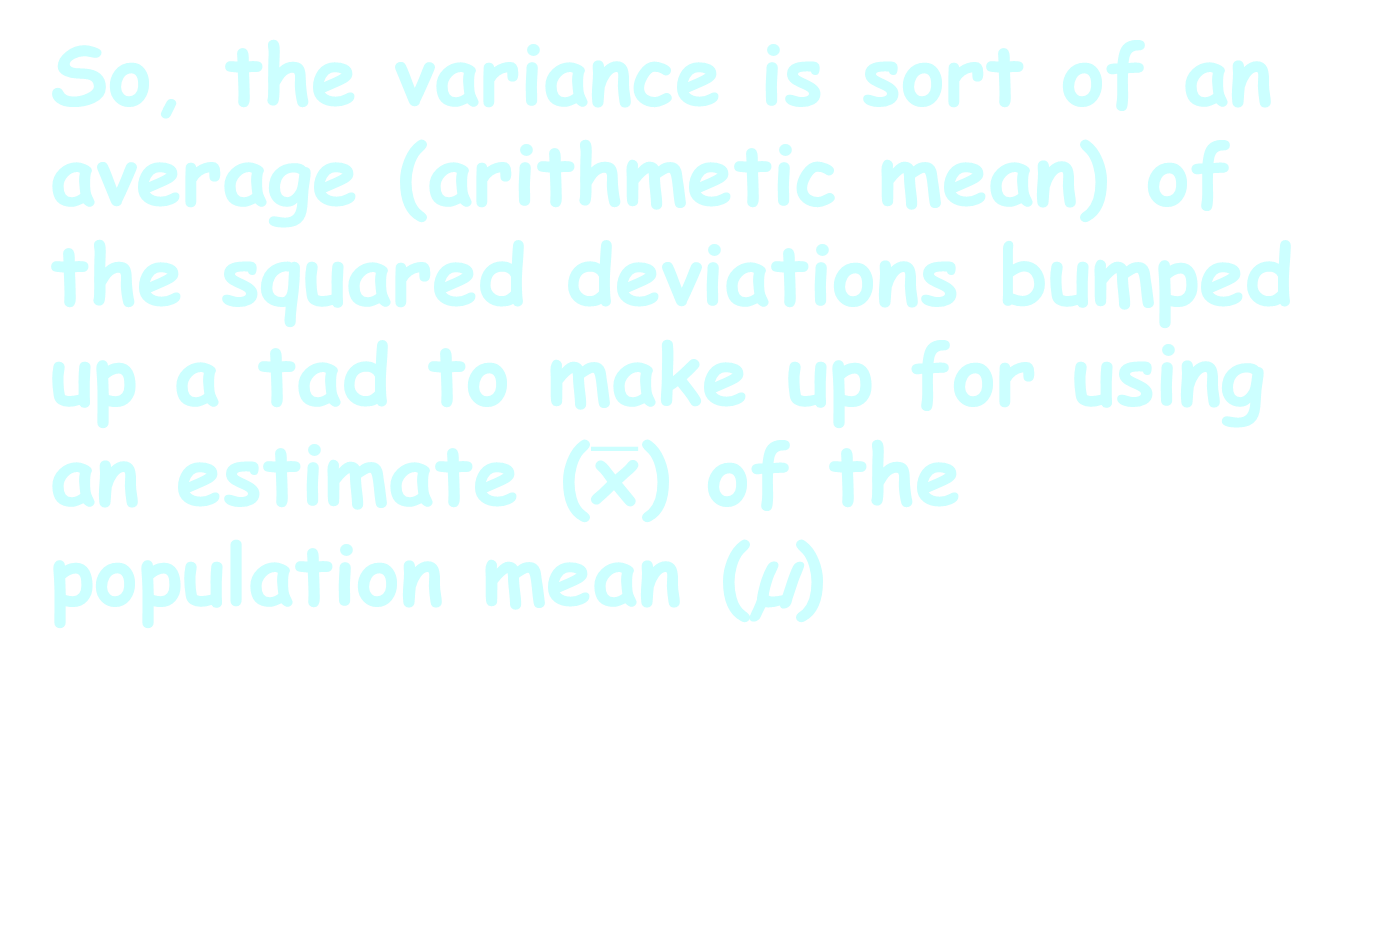 So, the variance is sort of an
average (arithmetic mean) of
the squared deviations bumped
up a tad to make up for using
an estimate (x̅) of the
population mean (μ)